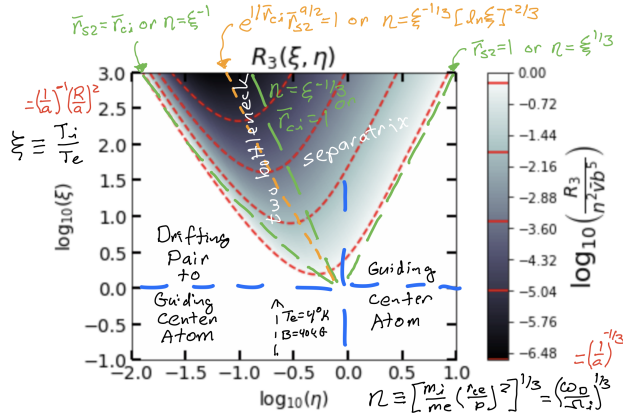 r̄s2 = r̄ci or η = ξ⁻¹
e^(1/r̄ci) r̄s2^(9/2) = 1 or η = ξ^(-1/3) [ln ξ]^(-2/3)
R₃(ξ, η)
r̄s2 = 1 or η = ξ^(1/3)
= (1/a)⁻¹ (R/a)²
ξ ≡ Ti/Te
η = ξ^(-1/3)
or
r̄ci = 1
two bottleneck
separatrix
Drifting
Pair
to
Guiding
Center
Atom
Guiding
Center
Atom
Te=4°K
B=40kG
3.0
2.5
2.0
1.5
1.0
0.5
0.0
−0.5
−1.0
log₁₀(ξ)
−2.0 −1.5 −1.0 −0.5 0.0 0.5 1.0
log₁₀(η)
0.00
−0.72
−1.44
−2.16
−2.88
−3.60
−4.32
−5.04
−5.76
−6.48
log₁₀(R₃/n²v̄b⁵)
= (1/a)^(-1/3)
η ≡ [mi/me (rce/b)²]^(1/3) = (ωD/Ωi)^(1/3)